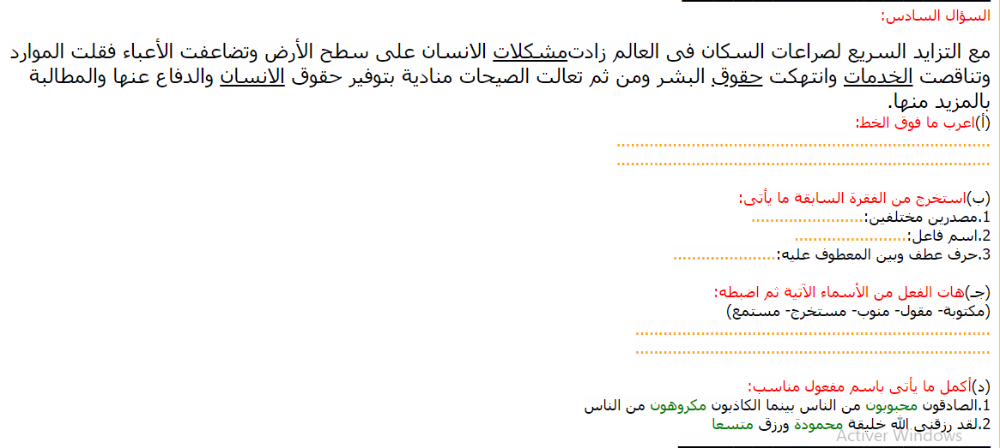 السؤال السادس:
مع التزايد السريع لصراعات السكان فى العالم زادت مشكلات الانسان على سطح الأرض وتضاعفت الأعباء فقلت الموارد
وتناقصت الخدمات وانتهكت حقوق البشر ومن ثم تعالت الصيحات منادية بتوفير حقوق الانسان والدفاع عنها والمطالبة
بالمزيد منها.
(أ)اعرب ما فوق الخط:
................................................................................
................................................................................
(ب)استخرج من الفقرة السابقة ما يأتى:
1.مصدرين مختلفين:........................
2.اسم فاعل:........................
3.حرف عطف وبين المعطوف عليه:......................
(جـ)هات الفعل من الأسماء الآتية ثم اضبطه:
(مكتوبة- مقول- منوب- مستخرج- مستمع)
................................................................................
................................................................................
(د)أكمل ما يأتى باسم مفعول مناسب:
1.الصادقون محبوبون من الناس بينما الكاذبون مكروهون من الناس
2.لقد رزقنى الله خليقة محمودة ورزق متسعا
Activer Windows